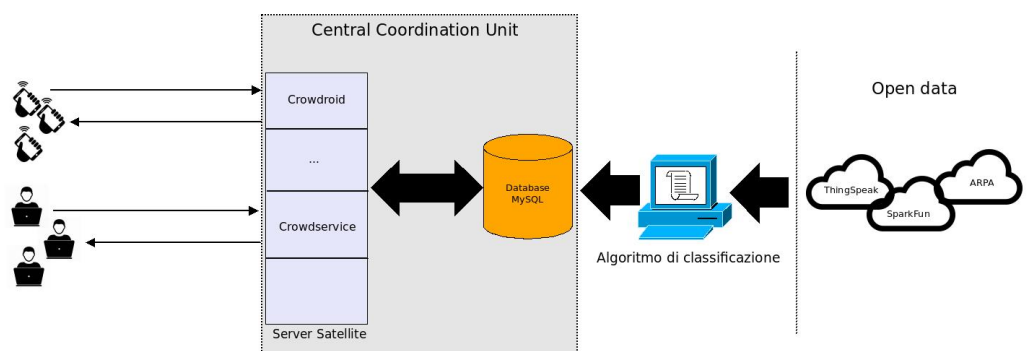 Central Coordination Unit
Crowdroid
...
Crowdservice
Server Satellite
Database
MySQL
Algoritmo di classificazione
Open data
ThingSpeak
SparkFun
ARPA